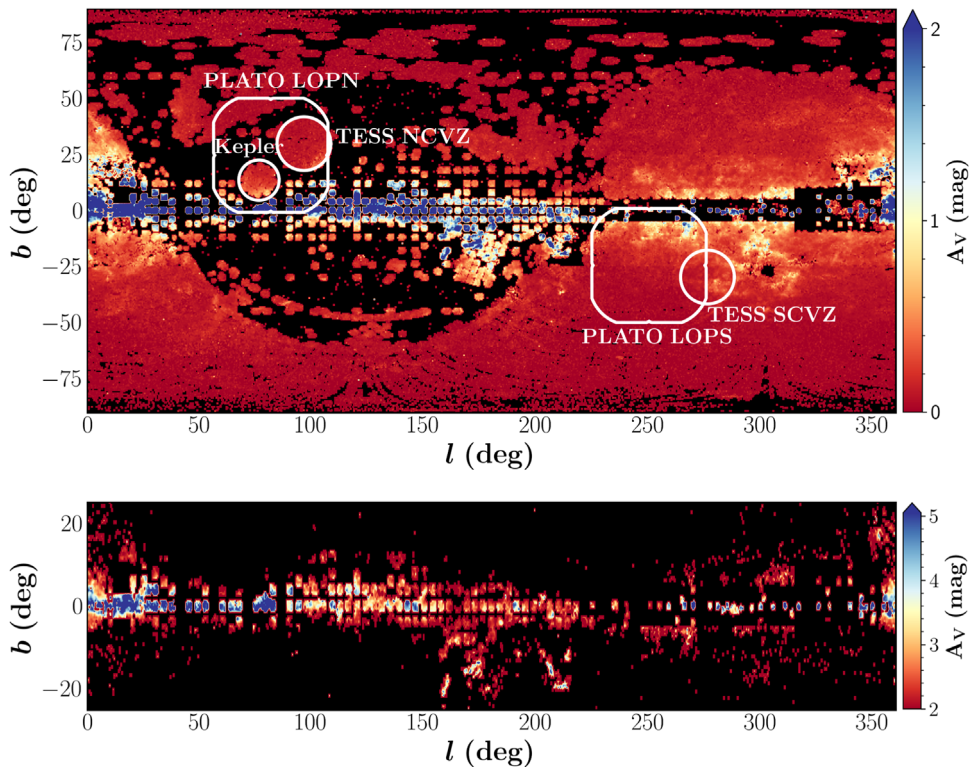 75
50
25
0
−25
−50
−75
b (deg)
PLATO LOPN
TESS NCVZ
Kepler
TESS SCVZ
PLATO LOPS
0 50 100 150 200 250 300 350
l (deg)
2
1
0
Av (mag)
20
0
−20
b (deg)
0 50 100 150 200 250 300 350
l (deg)
5
4
3
2
Av (mag)